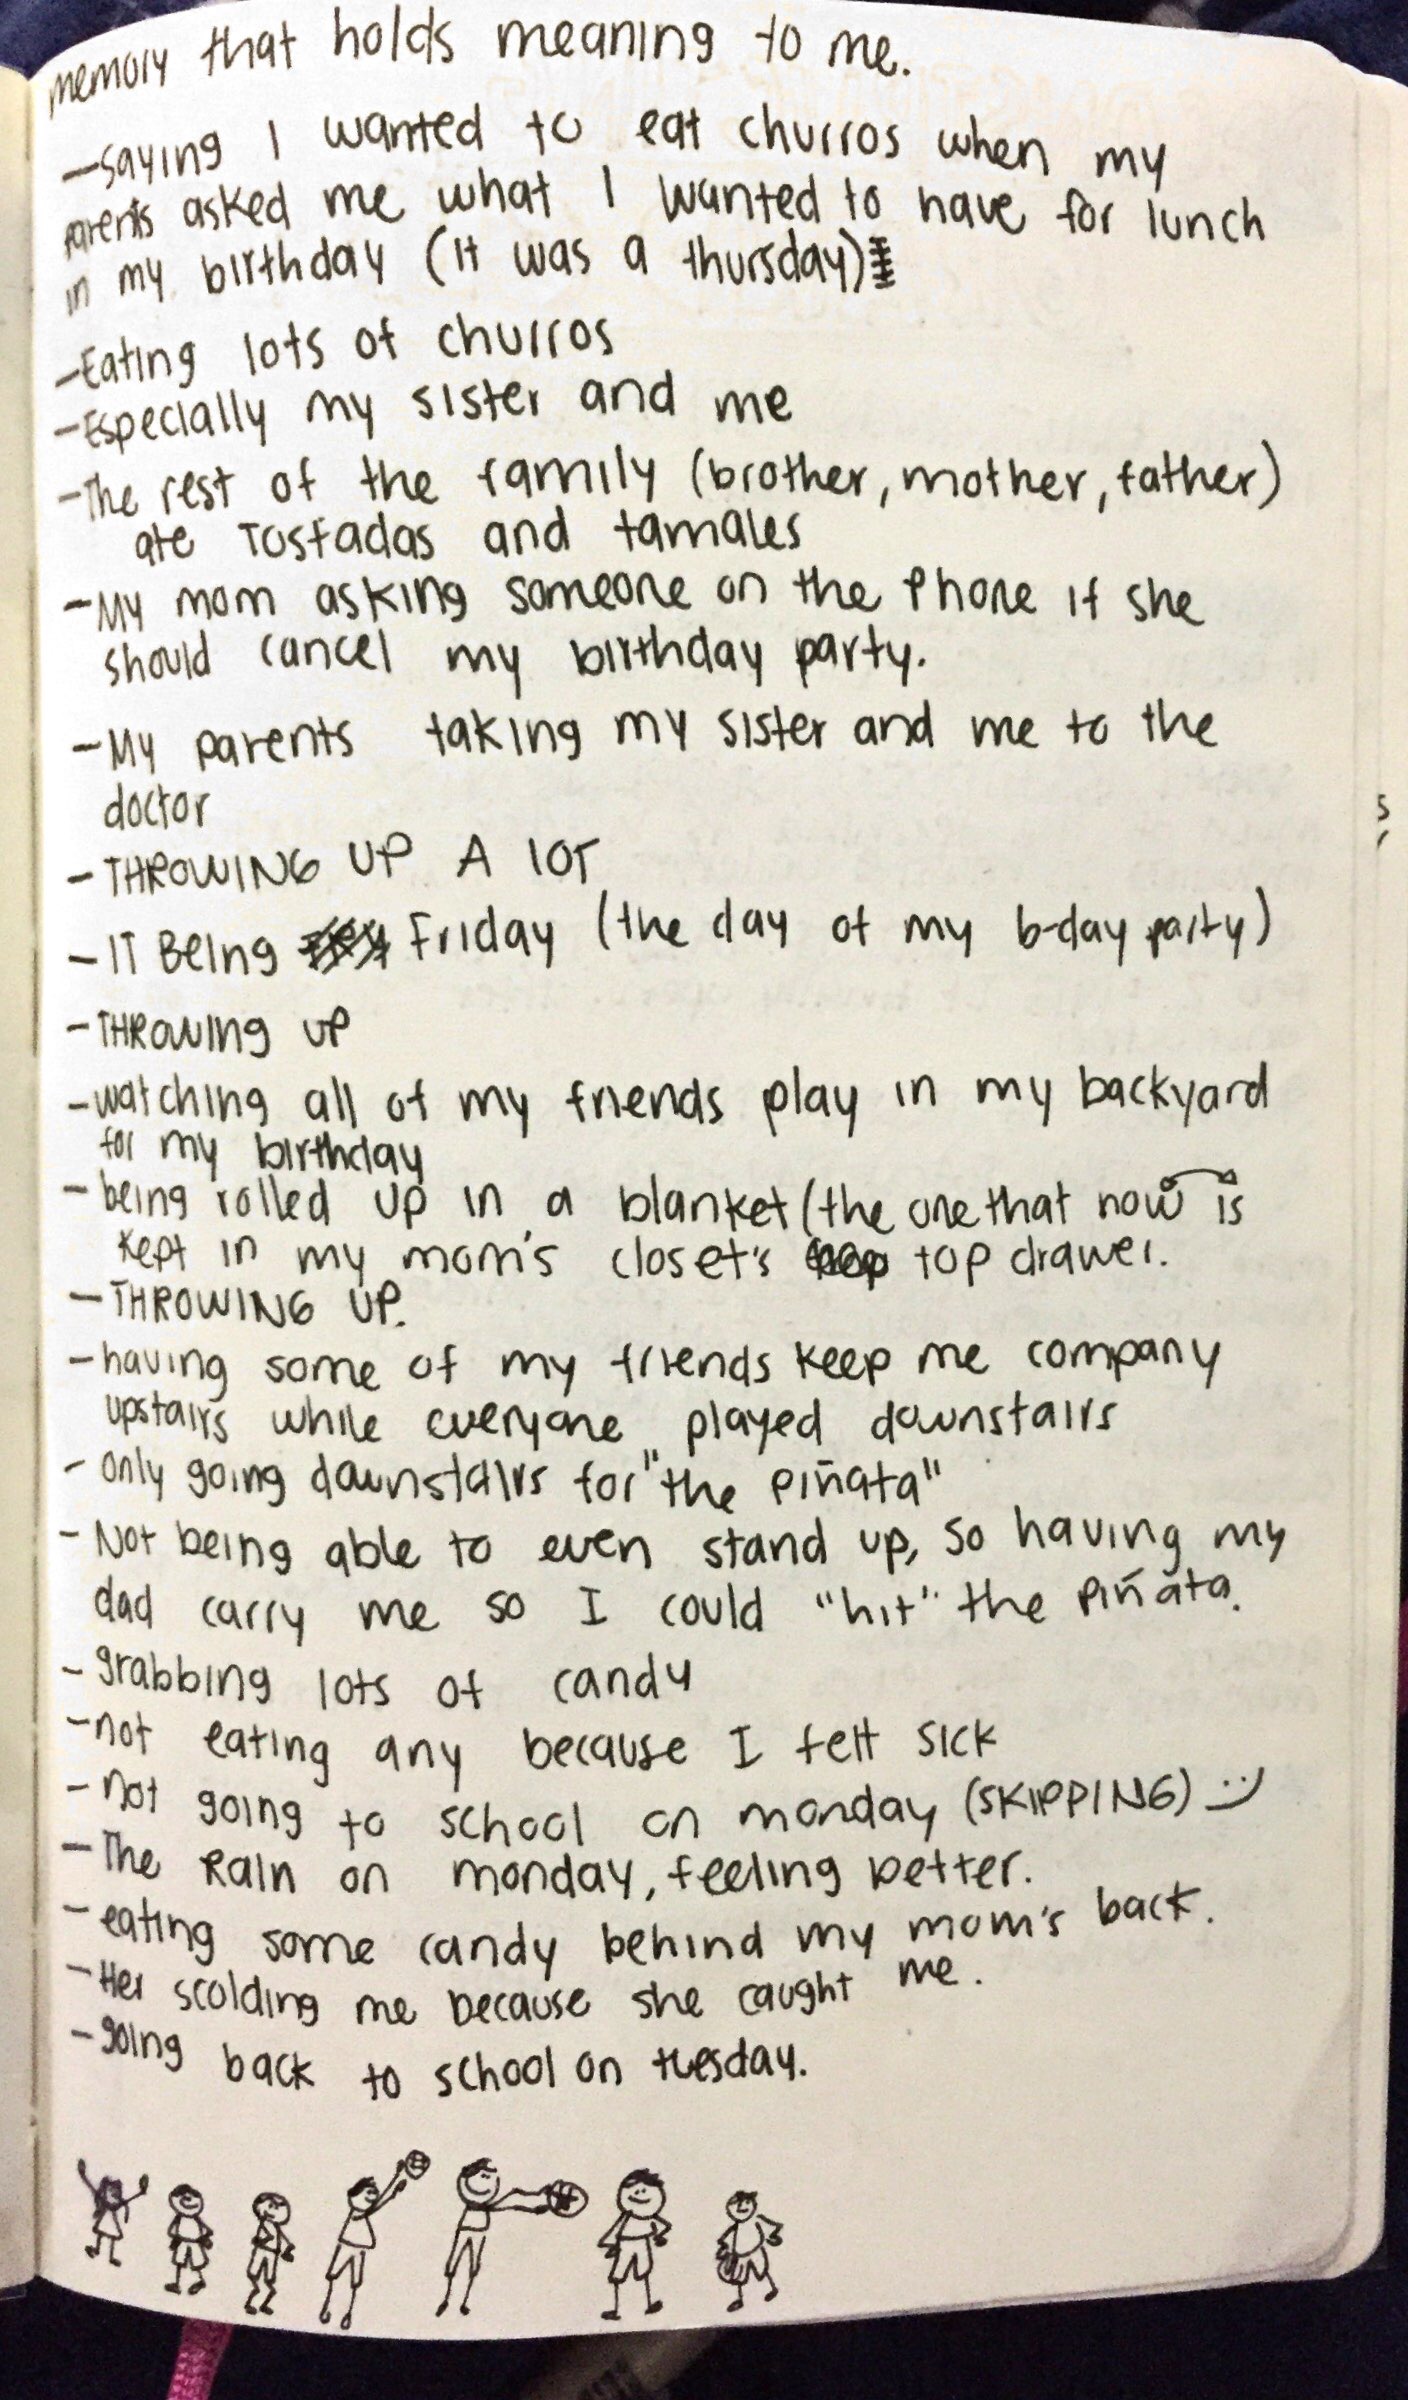 memory that holds meaning to me.
-Saying I wanted to eat churros when my
parents asked me what I wanted to have for lunch
in my birthday (It was a thursday)
-Eating lots of churros
-Especially my sister and me
-The rest of the family (brother, mother, father)
ate Tostadas and tamales
-My mom asking someone on the Phone if she
should cancel my birthday party.
-My parents taking my sister and me to the
doctor
-THROWING UP A LOT
-IT Being Friday (the day of my b-day party)
-THROWING UP
-watching all of my friends play in my backyard
for my birthday
-being rolled up in a blanket (the one that now is
kept in my mom's closet's top drawer.
-THROWING UP.
-having some of my friends keep me company
upstairs while everyone played downstairs
-only going downstairs for "the piñata"
-Not being able to even stand up, so having my
dad carry me so I could "hit" the piñata.
-grabbing lots of candy
-not eating any because I felt sick
-not going to school on monday (SKIPPING) :)
-The Rain on monday, feeling better.
-eating some candy behind my mom's back.
-Her scolding me because she caught me.
-going back to school on tuesday.